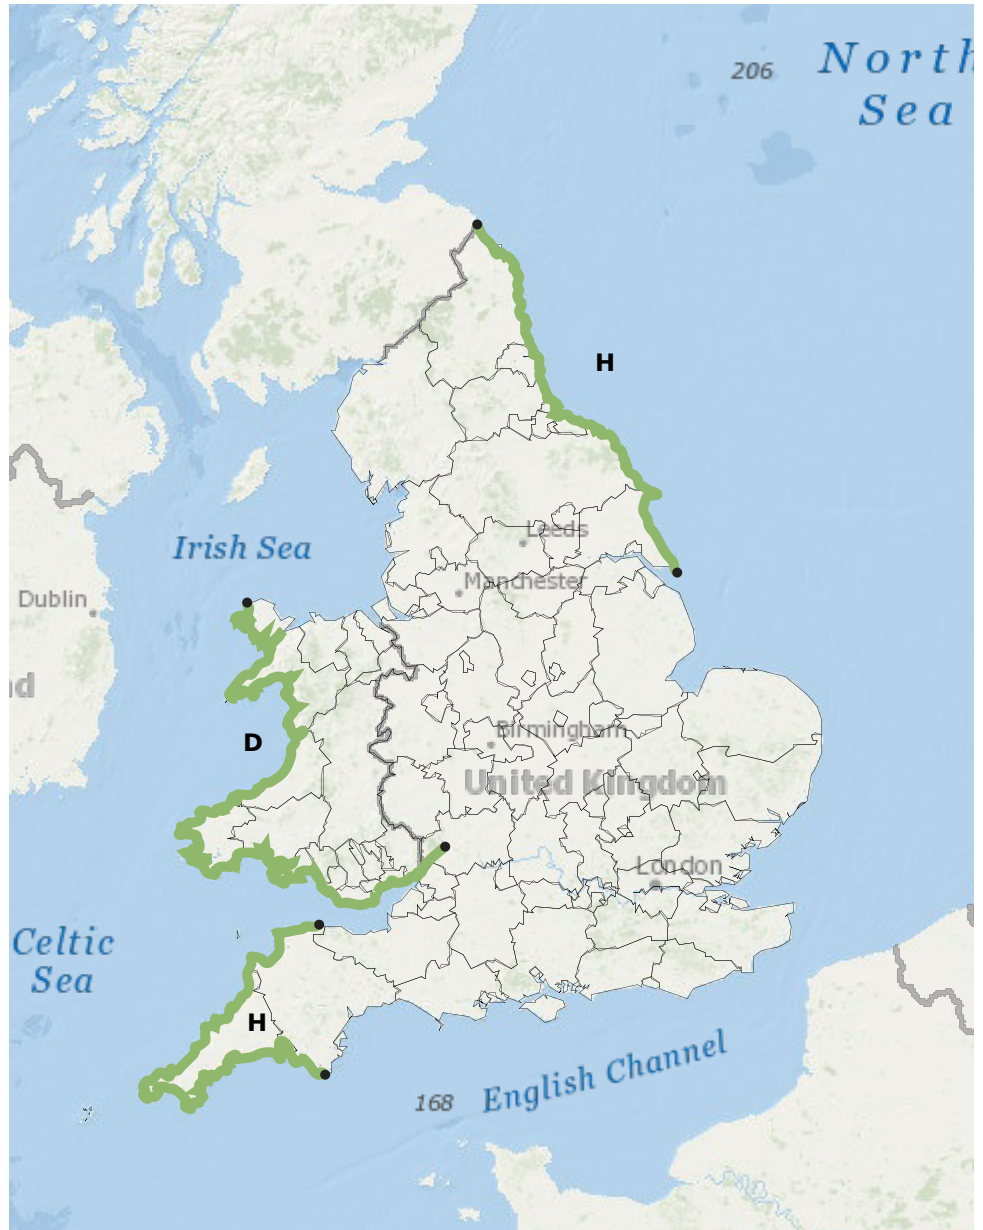 206
North
Sea
H
Leeds
Irish Sea
Manchester
Dublin
nd
D
Birmingham
United Kingdom
London
Celtic
Sea
H
English Channel
168